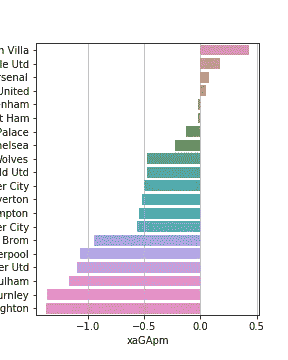 n Villa
le Utd
rsenal
United
enham
t Ham
Palace
helsea
Wolves
ld Utd
er City
verton
mpton
er City
Brom
erpool
er Utd
ulham
urnley
ghton
−1.0 −0.5 0.0 0.5
xaGApm